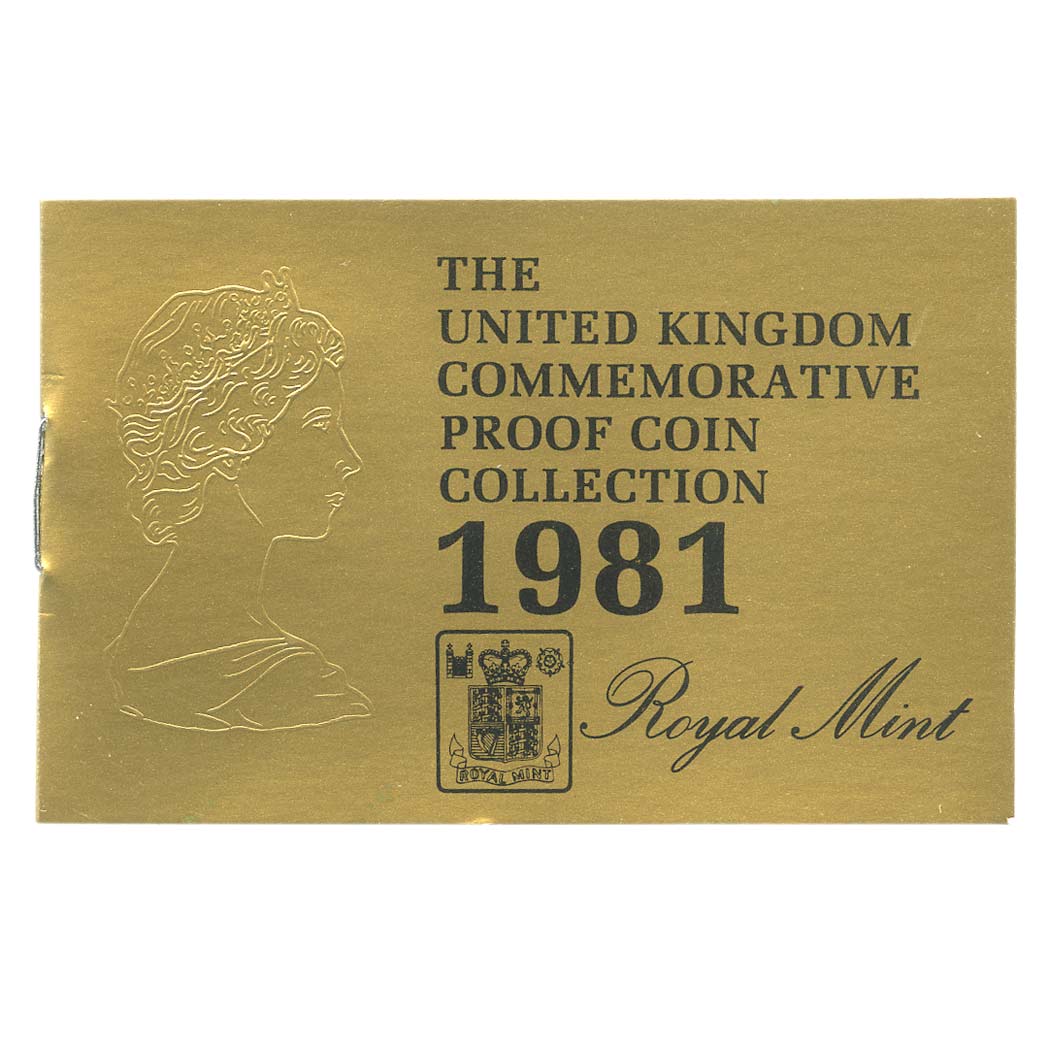 THE
UNITED KINGDOM
COMMEMORATIVE
PROOF COIN
COLLECTION
1981
ROYAL MINT
Royal Mint